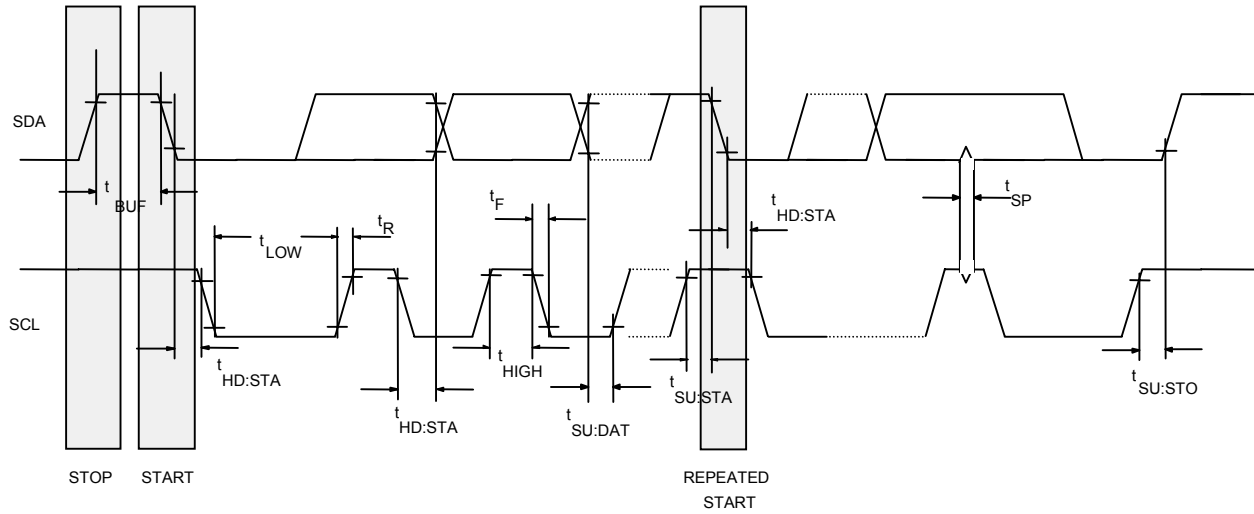 SDA
t BUF
t LOW
t R
t F
t HD:STA
t SP
SCL
t HD:STA
t HD:STA
t HIGH
t SU:DAT
t SU:STA
t SU:STO
STOP
START
REPEATED
START